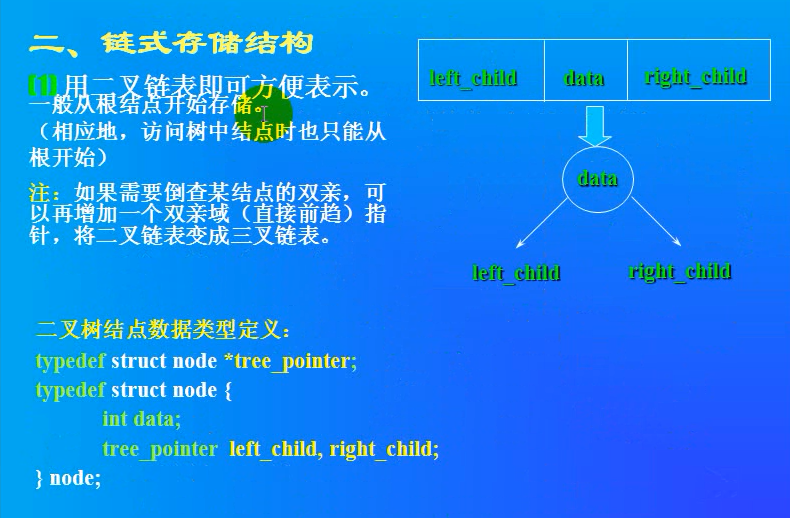 二、链式存储结构
(1)用二叉链表即可方便表示。
一般从根结点开始存储。
（相应地，访问树中结点时也只能从
根开始）
注：如果需要倒查某结点的双亲，可
以再增加一个双亲域（直接前趋）指
针，将二叉链表变成三叉链表。
left_child data right_child
data
left_child right_child
二叉树结点数据类型定义：
typedef struct node *tree_pointer;
typedef struct node {
int data;
tree_pointer left_child, right_child;
} node;